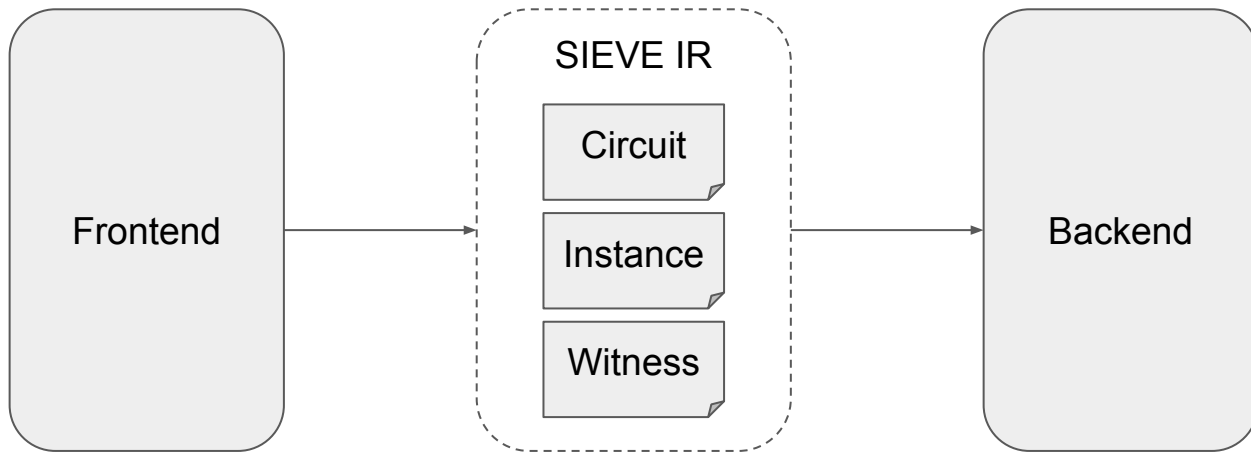 SIEVE IR
Circuit
Frontend
Instance
Backend
Witness